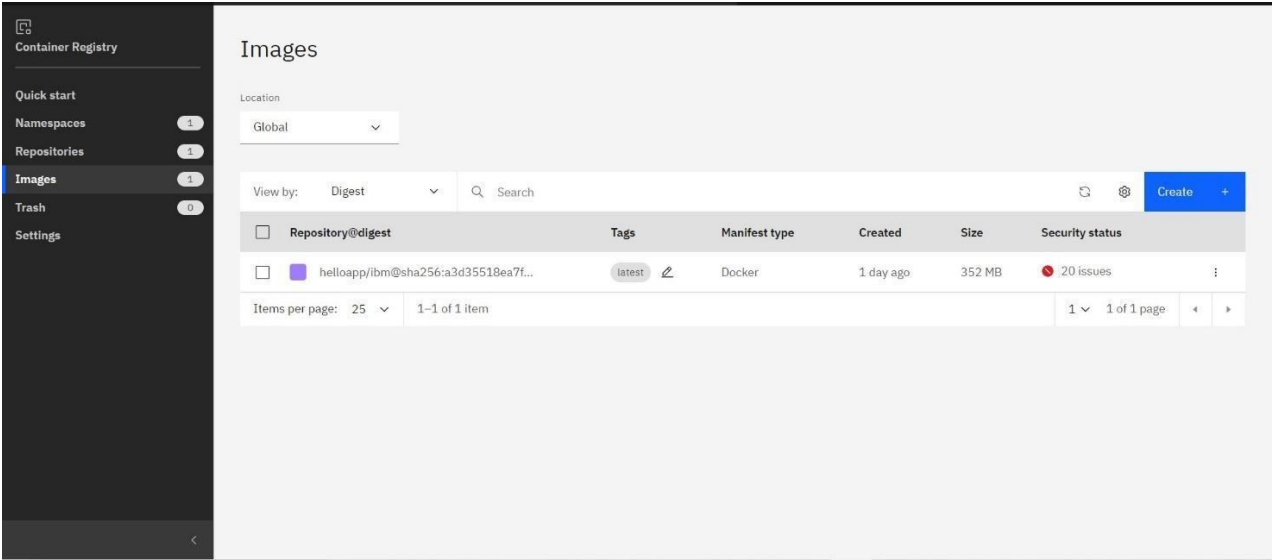 Container Registry
Quick start
Namespaces 1
Repositories 1
Images 1
Trash 0
Settings
Images
Location
Global
View by: Digest Search Create +
Repository@digest Tags Manifest type Created Size Security status
helloapp/ibm@sha256:a3d35518ea7f... latest Docker 1 day ago 352 MB 20 issues
Items per page: 25 1–1 of 1 item 1 1 of 1 page